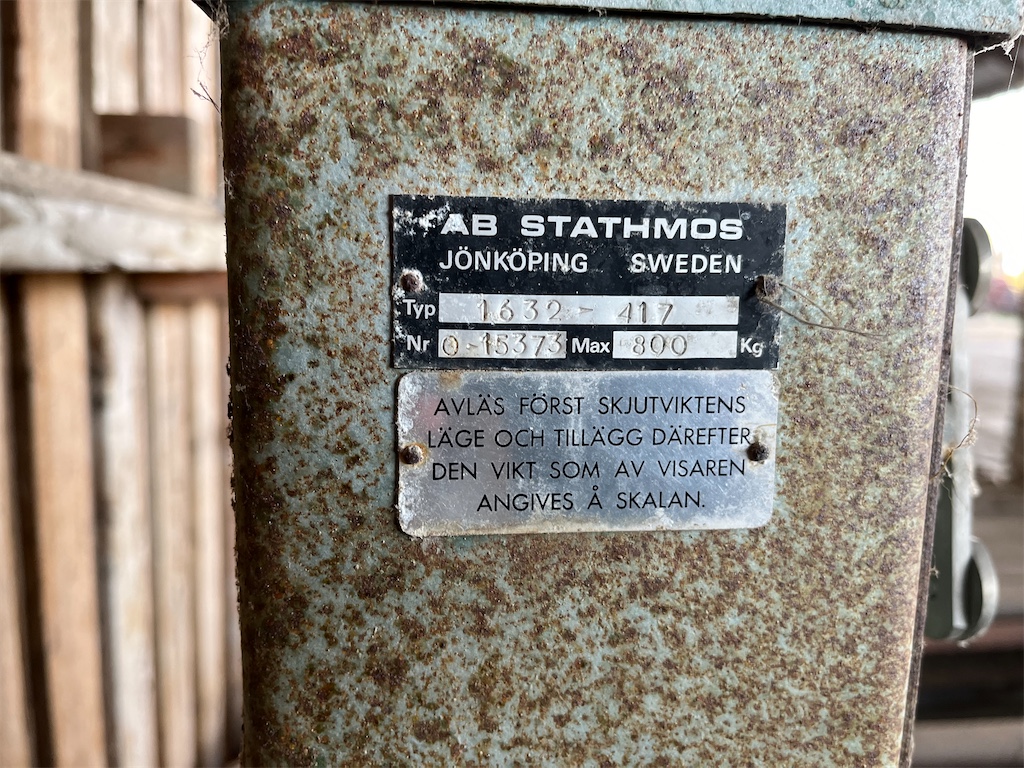 AB STATHMOS
JÖNKÖPING SWEDEN
Typ 1632-417
Nr 0-15373 Max 800 Kg
AVLÄS FÖRST SKJUTVIKTENS
LÄGE OCH TILLÄGG DÄREFTER
DEN VIKT SOM AV VISAREN
ANGIVES Å SKALAN.